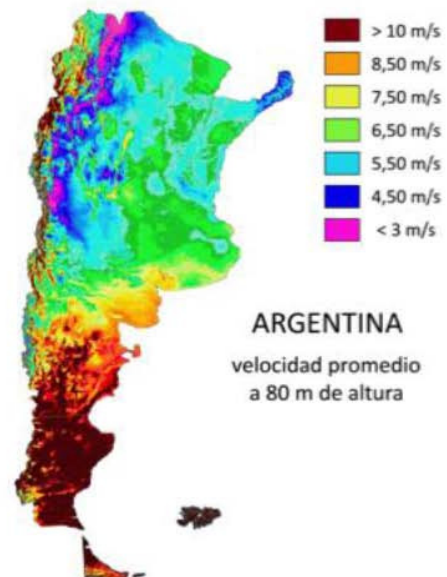 > 10 m/s
8,50 m/s
7,50 m/s
6,50 m/s
5,50 m/s
4,50 m/s
< 3 m/s
ARGENTINA
velocidad promedio
a 80 m de altura